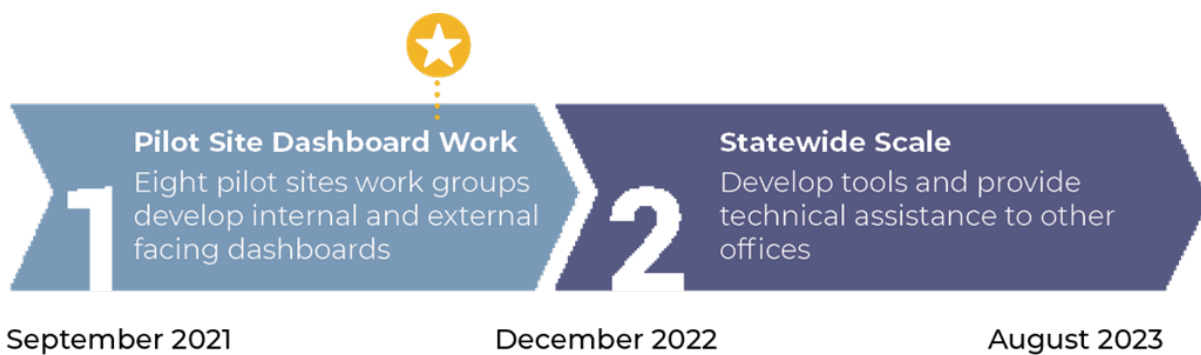 1
Pilot Site Dashboard Work
Eight pilot sites work groups
develop internal and external
facing dashboards
2
Statewide Scale
Develop tools and provide
technical assistance to other
offices
September 2021
December 2022
August 2023